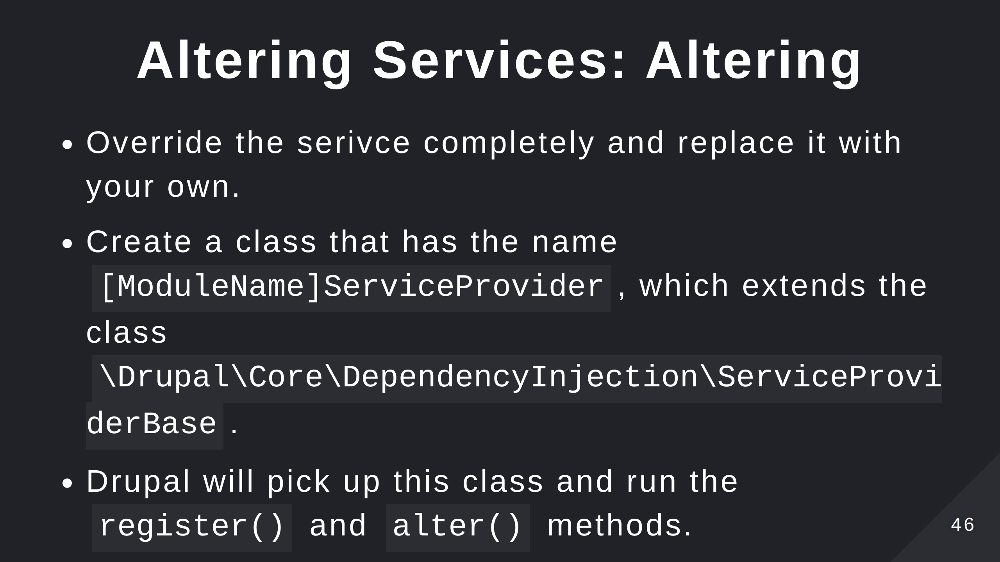 Altering Services: Altering
• Override the serivce completely and replace it with
your own.
• Create a class that has the name
[ModuleName]ServiceProvider , which extends the
class
\Drupal\Core\DependencyInjection\ServiceProvi
derBase .
• Drupal will pick up this class and run the
register() and alter() methods.
46